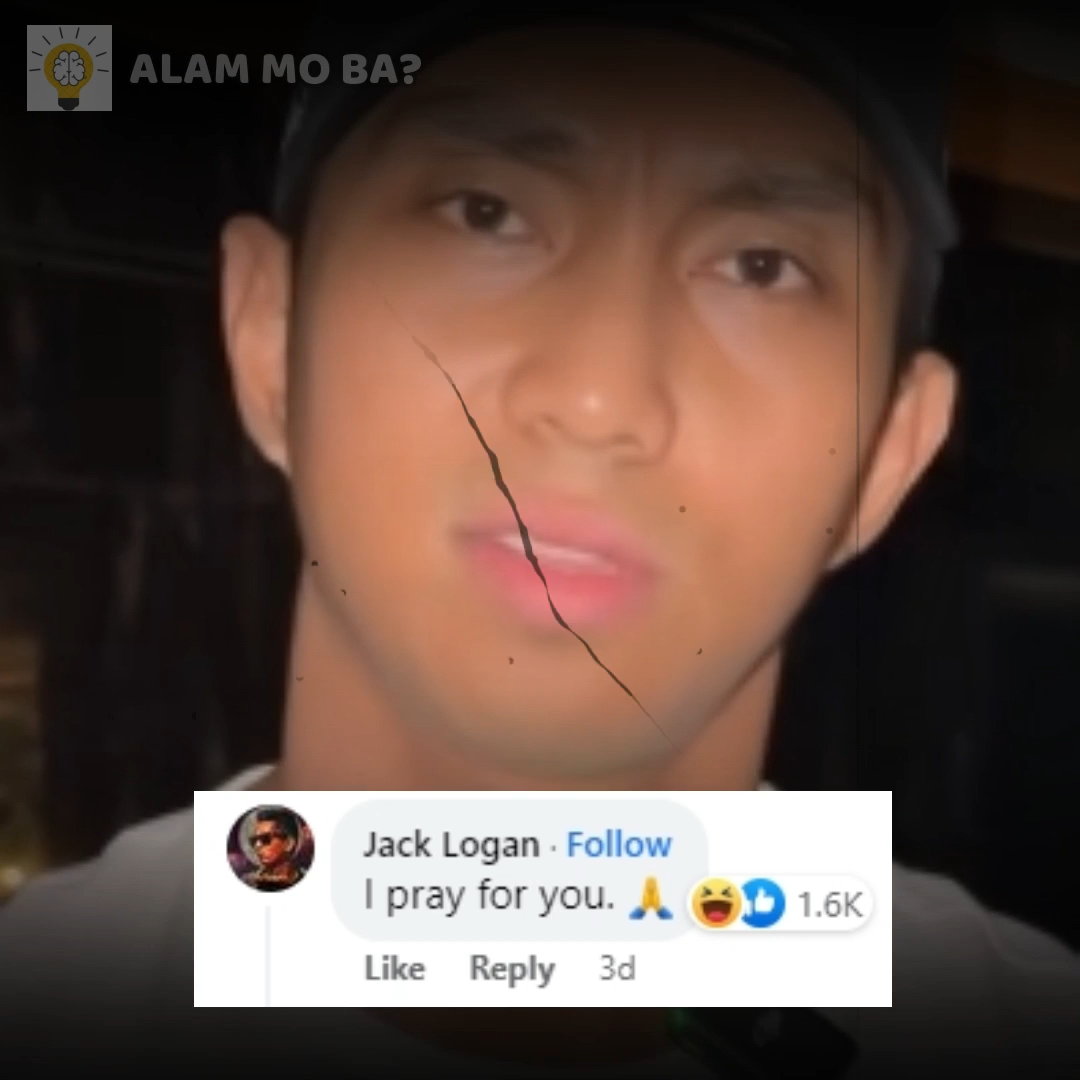 ALAM MO BA?
Jack Logan · Follow
I pray for you. 🙏
1.6K
Like Reply 3d